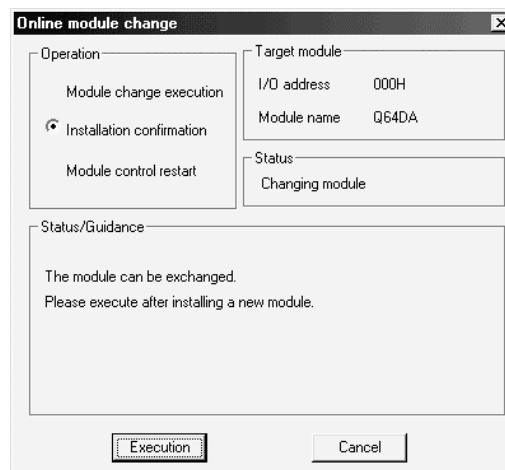 Online module change
Operation
Module change execution
Installation confirmation
Module control restart
Target module
I/O address 000H
Module name Q64DA
Status
Changing module
Status/Guidance
The module can be exchanged.
Please execute after installing a new module.
Execution Cancel